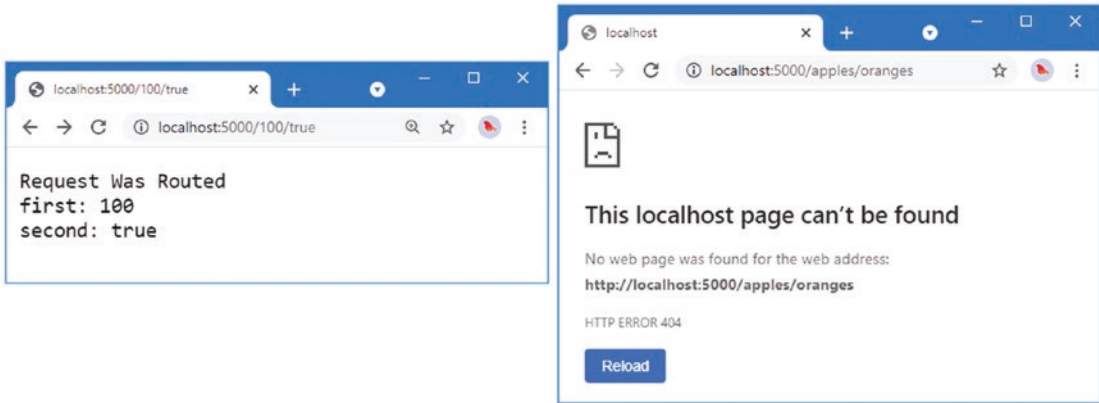 localhost:5000/100/true
localhost:5000/100/true
Request Was Routed
first: 100
second: true
localhost
localhost:5000/apples/oranges
This localhost page can't be found
No web page was found for the web address:
http://localhost:5000/apples/oranges
HTTP ERROR 404
Reload